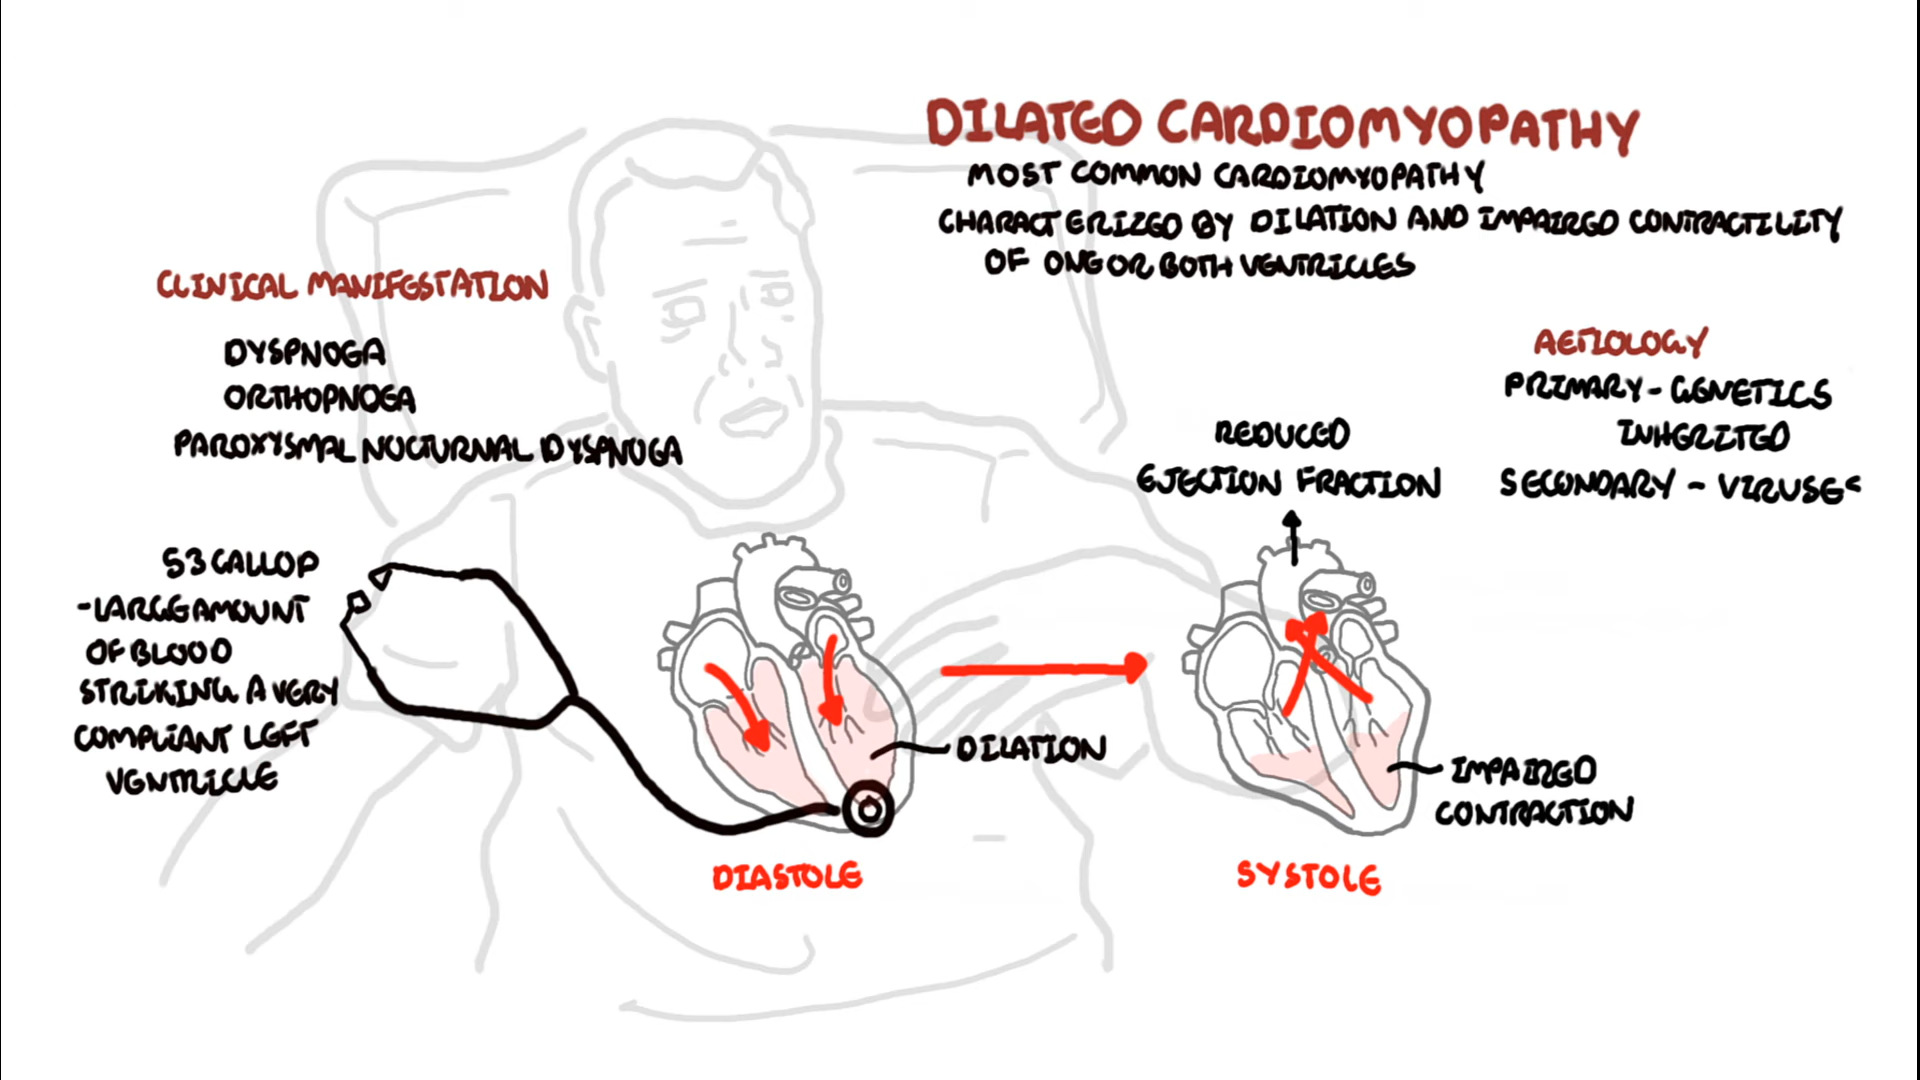 DILATED CARDIOMYOPATHY
MOST COMMON CARDIOMYOPATHY
CHARACTERIZED BY DILATION AND IMPAIRED CONTRACTILITY
OF ONE OR BOTH VENTRICLES
CLINICAL MANIFESTATION
DYSPNOEA
ORTHOPNOEA
PAROXYSMAL NOCTURNAL DYSPNOEA
AETIOLOGY
PRIMARY - GENETICS
INHERITED
SECONDARY - VIRUSES
REDUCED
EJECTION FRACTION
S3 GALLOP
- LARGE AMOUNT
OF BLOOD
STRIKING A VERY
COMPLIANT LEFT
VENTRICLE
DILATION
IMPAIRED
CONTRACTION
DIASTOLE
SYSTOLE